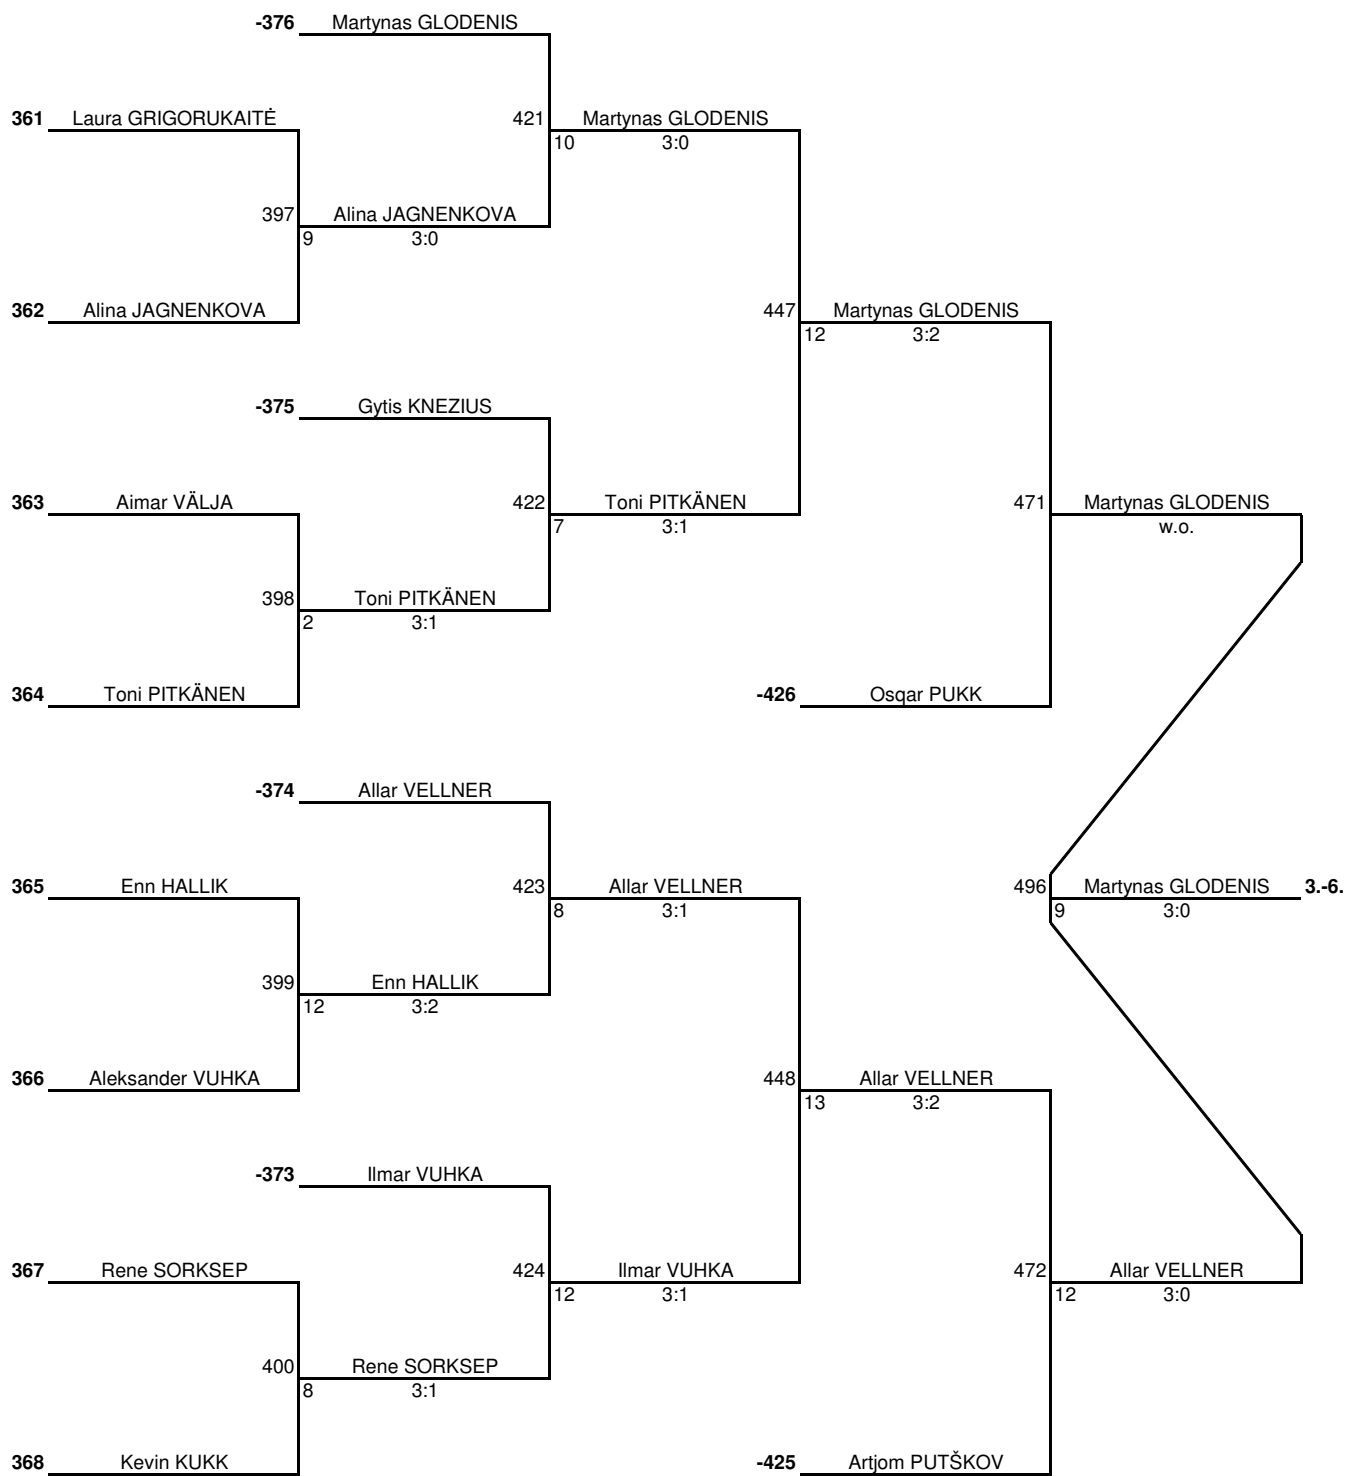 -376 Martynas GLODENIS
361 Laura GRIGORUKAITĖ 421 Martynas GLODENIS
10 3:0
397 Alina JAGNENKOVA
9 3:0
362 Alina JAGNENKOVA 447 Martynas GLODENIS
12 3:2
-375 Gytis KNEZIUS
363 Aimar VÄLJA 422 Toni PITKÄNEN 471 Martynas GLODENIS
7 3:1 w.o.
398 Toni PITKÄNEN
2 3:1
364 Toni PITKÄNEN -426 Osqar PUKK
-374 Allar VELLNER
365 Enn HALLIK 423 Allar VELLNER 496 Martynas GLODENIS 3.-6.
8 3:1 9 3:0
399 Enn HALLIK
12 3:2
366 Aleksander VUHKA 448 Allar VELLNER
13 3:2
-373 Ilmar VUHKA
367 Rene SORKSEP 424 Ilmar VUHKA 472 Allar VELLNER
12 3:1 12 3:0
400 Rene SORKSEP
8 3:1
368 Kevin KUKK -425 Artjom PUTŠKOV